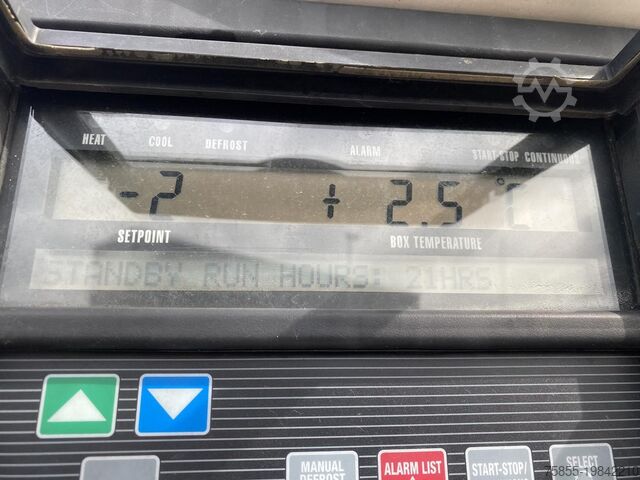 HEAT COOL DEFROST ALARM START-STOP CONTINUOUS
-2 + 2.5 °C
SETPOINT BOX TEMPERATURE
STANDBY RUN HOURS: 21HRS
MANUAL DEFROST
ALARM LIST
START-STOP/
SELECT
75855-19842210